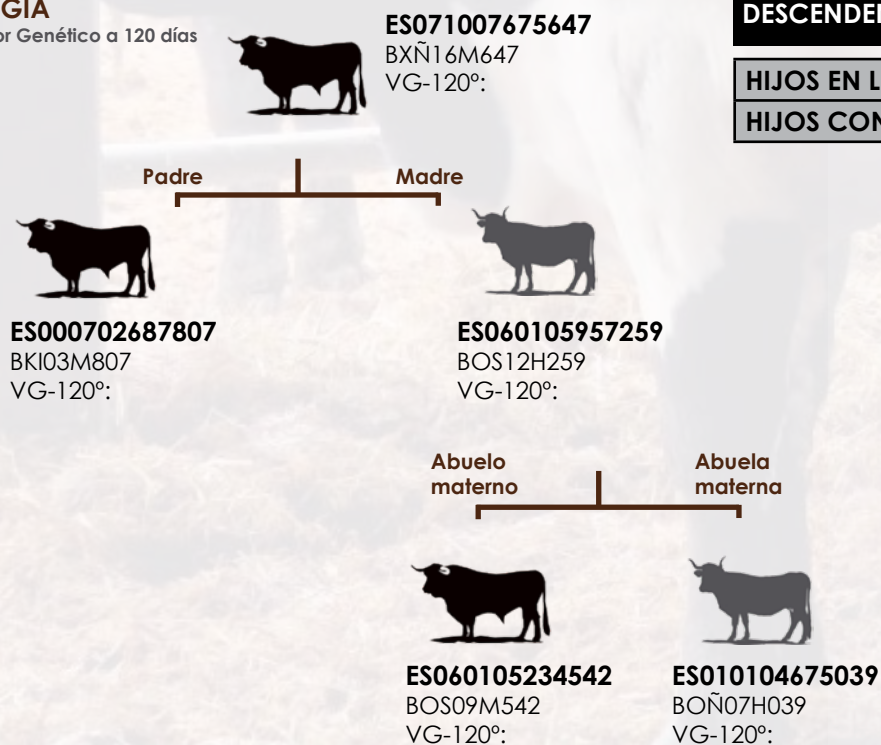 GÍA
or Genético a 120 días
ES071007675647
BXÑ16M647
VG-120º:
DESCENDE
HIJOS EN L
HIJOS CON
Padre
Madre
ES000702687807
BKI03M807
VG-120º:
ES060105957259
BOS12H259
VG-120º:
Abuelo
materno
Abuela
materna
ES060105234542
BOS09M542
VG-120º:
ES010104675039
BOÑ07H039
VG-120º: